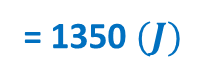 = 1350 (J)